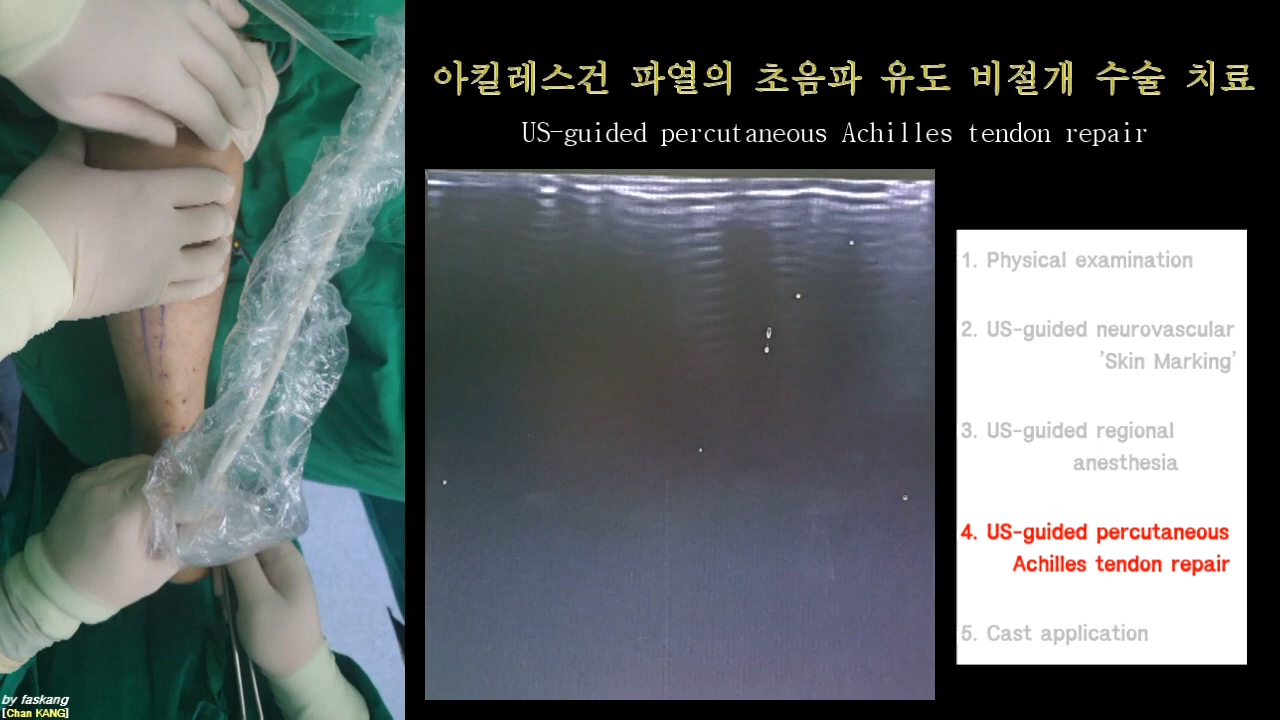 아킬레스건 파열의 초음파 유도 비절개 수술 치료
US-guided percutaneous Achilles tendon repair
1. Physical examination
2. US-guided neurovascular
'Skin Marking'
3. US-guided regional
anesthesia
4. US-guided percutaneous
Achilles tendon repair
5. Cast application
by faskang
[Chan KANG]